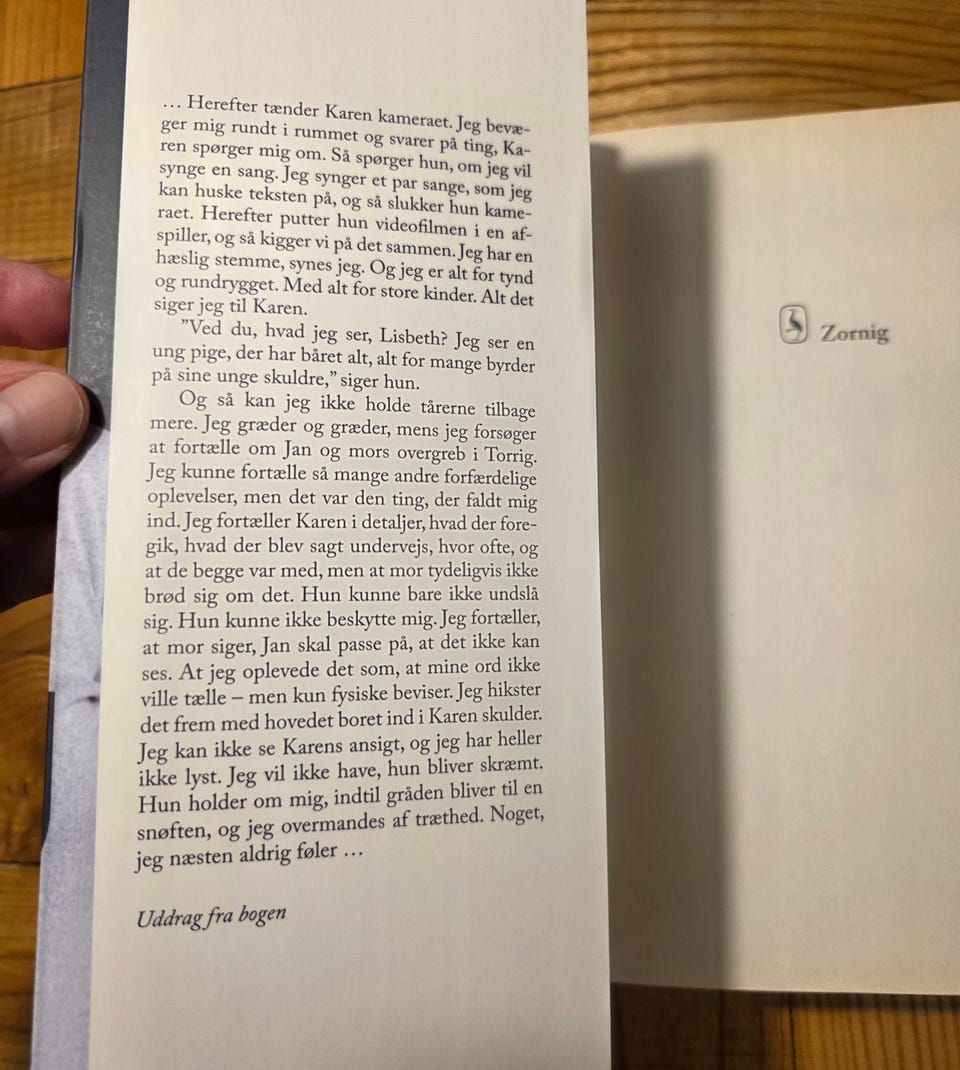 … Herefter tænder Karen kameraet. Jeg bevæ-
ger mig rundt i rummet og svarer på ting, Ka-
ren spørger mig om. Så spørger hun, om jeg vil
synge en sang. Jeg synger et par sange, som jeg
kan huske teksten på, og så slukker hun kame-
raet. Herefter putter hun videofilmen i en af-
spiller, og så kigger vi på det sammen. Jeg har en
hæslig stemme, synes jeg. Og jeg er alt for tynd
og rundrygget. Med alt for store kinder. Alt det
siger jeg til Karen.
”Ved du, hvad jeg ser, Lisbeth? Jeg ser en
ung pige, der har båret alt, alt for mange byrder
på sine unge skuldre,” siger hun.
Og så kan jeg ikke holde tårerne tilbage
mere. Jeg græder og græder, mens jeg forsøger
at fortælle om Jan og mors overgreb i Torrig.
Jeg kunne fortælle så mange andre forfærdelige
oplevelser, men det var den ting, der faldt mig
ind. Jeg fortæller Karen i detaljer, hvad der fore-
gik, hvad der blev sagt undervejs, hvor ofte, og
at de begge var med, men at mor tydeligvis ikke
brød sig om det. Hun kunne bare ikke undslå
sig. Hun kunne ikke beskytte mig. Jeg fortæller,
at mor siger, Jan skal passe på, at det ikke kan
ses. At jeg oplevede det som, at mine ord ikke
ville tælle – men kun fysiske beviser. Jeg hikster
det frem med hovedet boret ind i Karen skulder.
Jeg kan ikke se Karens ansigt, og jeg har heller
ikke lyst. Jeg vil ikke have, hun bliver skræmt.
Hun holder om mig, indtil gråden bliver til en
snøften, og jeg overmandes af træthed. Noget,
jeg næsten aldrig føler …
Uddrag fra bogen
Zornig